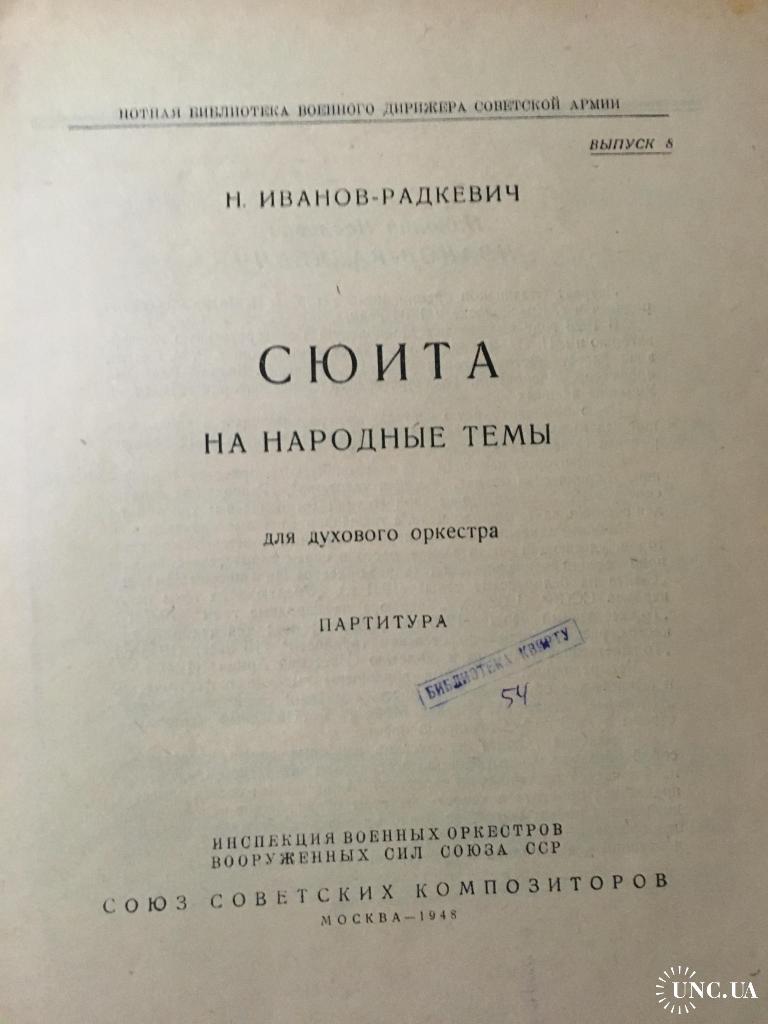 НОТНАЯ БИБЛИОТЕКА ВОЕННОГО ДИРИЖЕРА СОВЕТСКОЙ АРМИИ
ВЫПУСК 8
Н. ИВАНОВ-РАДКЕВИЧ
СЮИТА
НА НАРОДНЫЕ ТЕМЫ
для духового оркестра
ПАРТИТУРА
БИБЛИОТЕКА КВАРТУ
54
ИНСПЕКЦИЯ ВОЕННЫХ ОРКЕСТРОВ
ВООРУЖЕННЫХ СИЛ СОЮЗА ССР
СОЮЗ СОВЕТСКИХ КОМПОЗИТОРОВ
МОСКВА—1948
UNC.UA